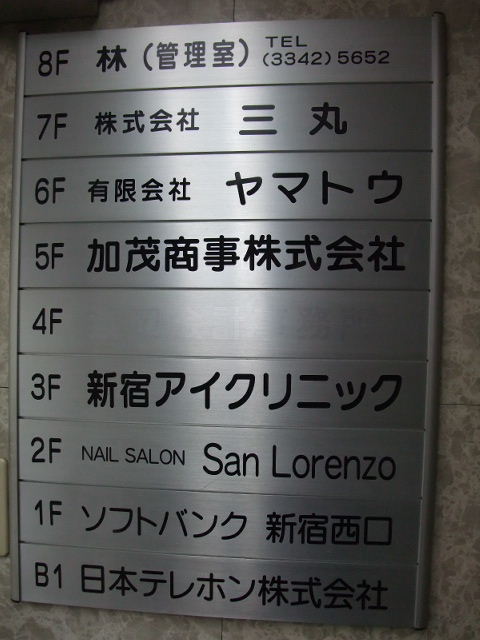 8F 林（管理室） TEL (3342)5652
7F 株式会社 三丸
6F 有限会社 ヤマトウ
5F 加茂商事株式会社
4F
3F 新宿アイクリニック
2F NAIL SALON San Lorenzo
1F ソフトバンク 新宿西口
B1 日本テレホン株式会社